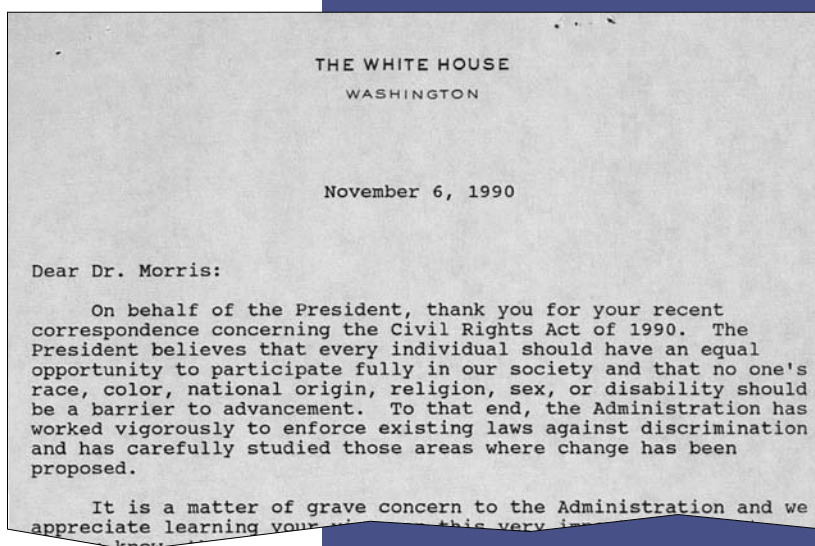 THE WHITE HOUSE
WASHINGTON
November 6, 1990
Dear Dr. Morris:
On behalf of the President, thank you for your recent
correspondence concerning the Civil Rights Act of 1990. The
President believes that every individual should have an equal
opportunity to participate fully in our society and that no one's
race, color, national origin, religion, sex, or disability should
be a barrier to advancement. To that end, the Administration has
worked vigorously to enforce existing laws against discrimination
and has carefully studied those areas where change has been
proposed.
It is a matter of grave concern to the Administration and we
appreciate learning your this very